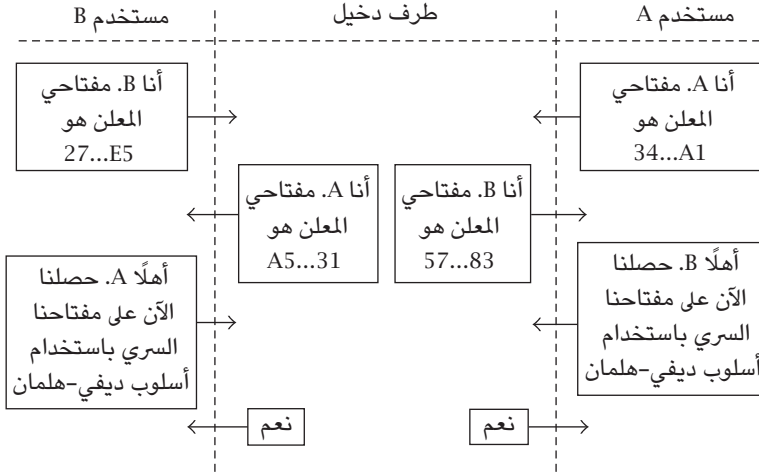 مستخدم A
طرف دخيل
مستخدم B
أنا A. مفتاحي
المعلن هو
34...A1
أنا B. مفتاحي
المعلن هو
27...E5
أنا B. مفتاحي
المعلن هو
57...83
أنا A. مفتاحي
المعلن هو
A5...31
أهلًا B. حصلنا
الآن على مفتاحنا
السري باستخدام
أسلوب ديفي–هلمان
أهلًا A. حصلنا
الآن على مفتاحنا
السري باستخدام
أسلوب ديفي–هلمان
نعم
نعم